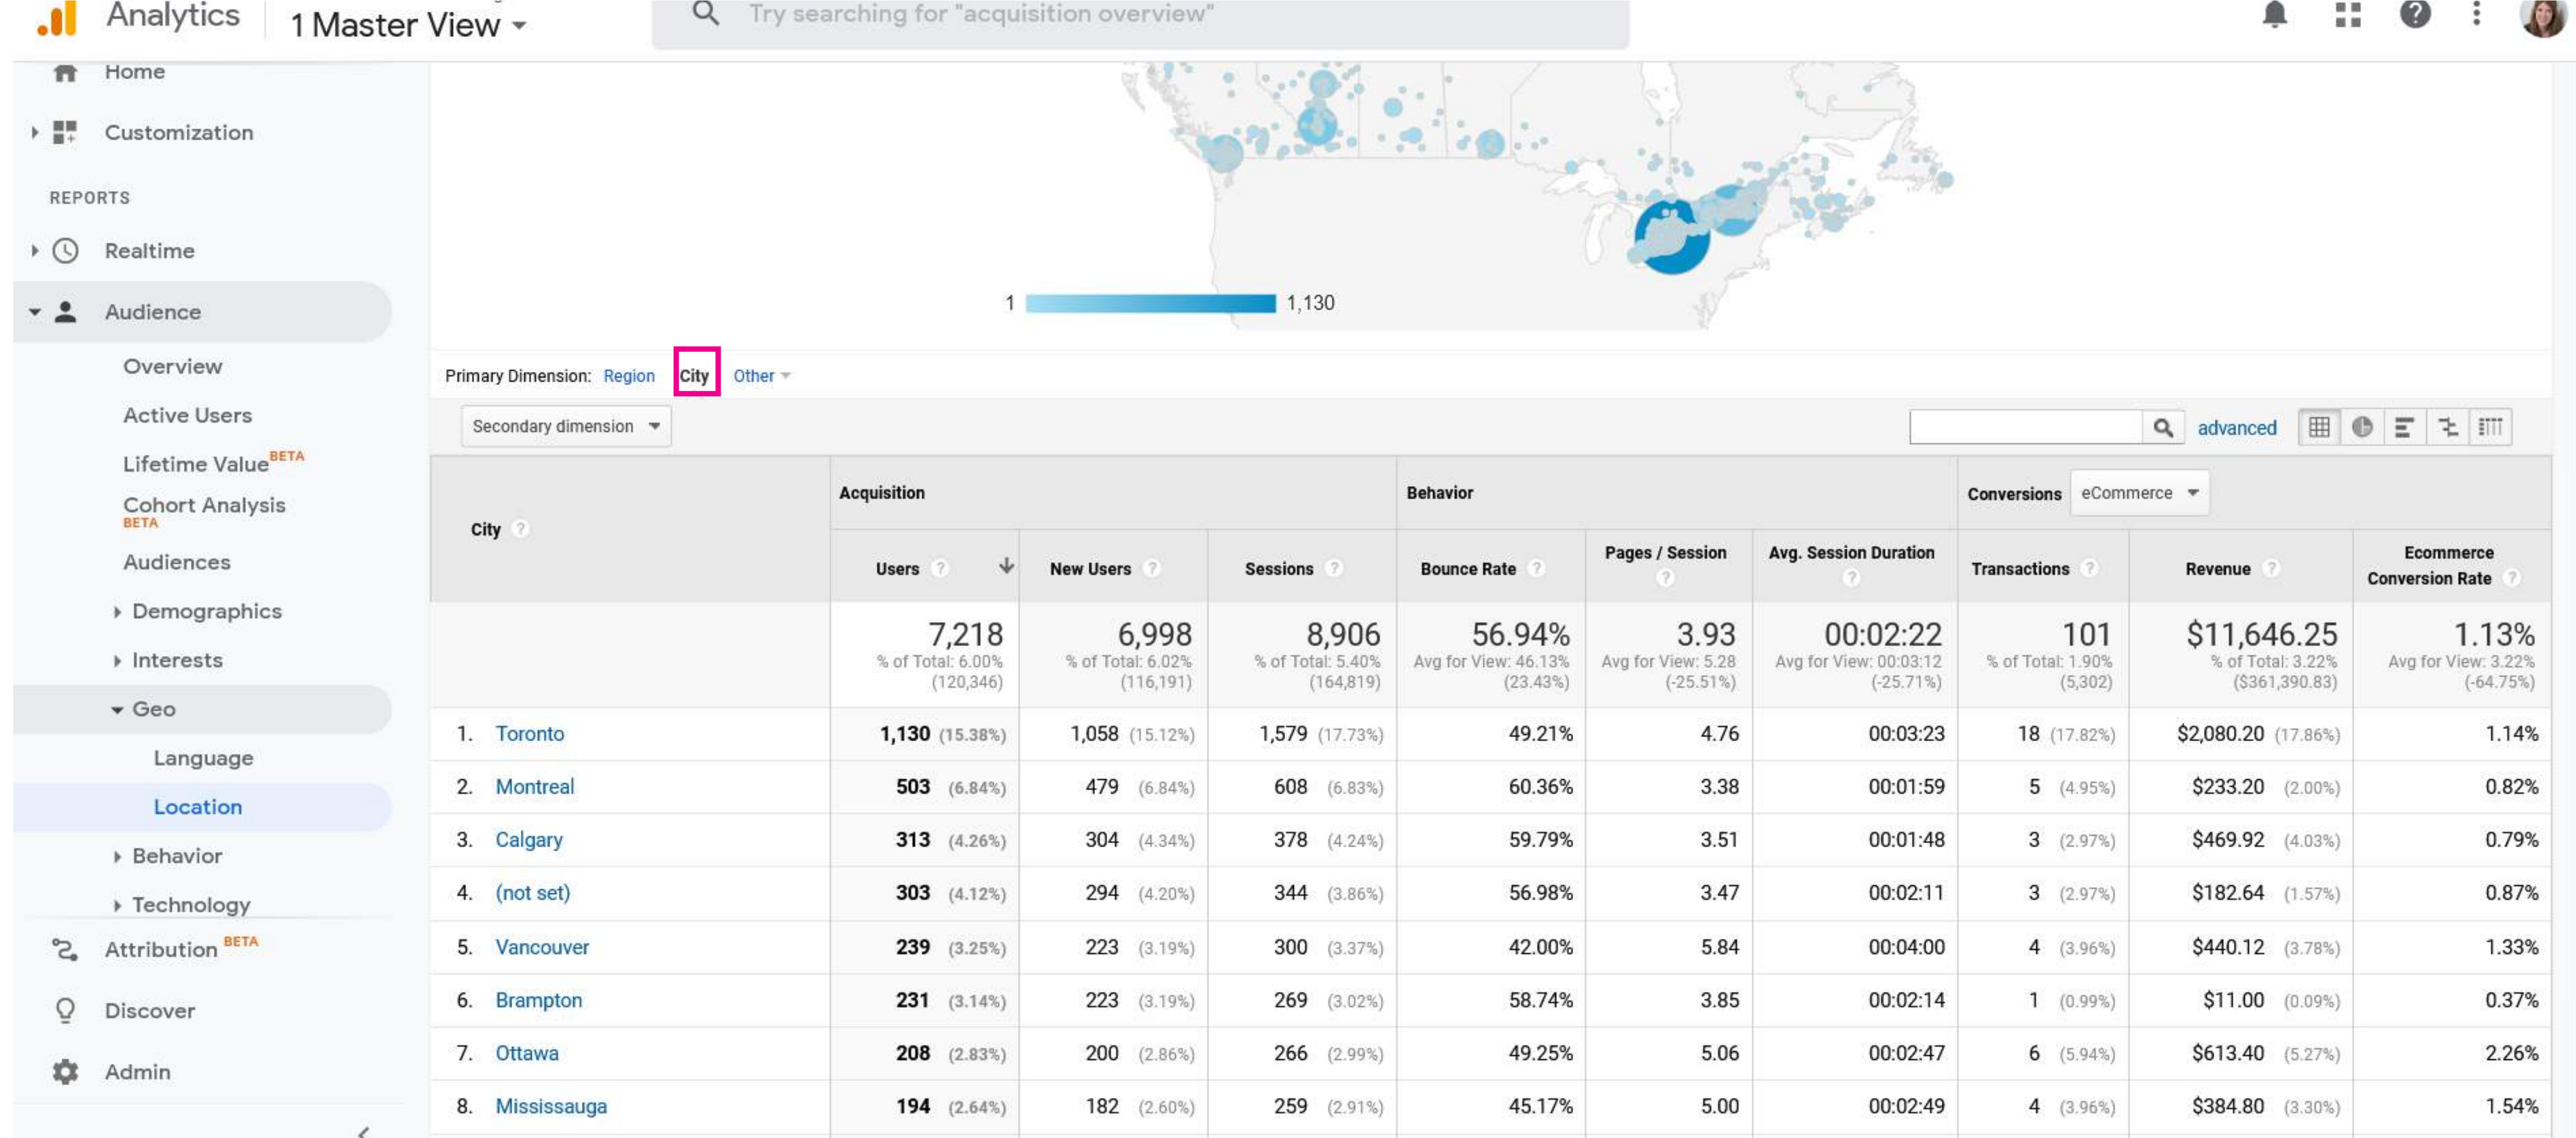 Analytics
1 Master View
Try searching for "acquisition overview"
?
Home
Customization
REPORTS
Realtime
Audience
Overview
Active Users
Lifetime Value BETA
Cohort Analysis
BETA
Audiences
Demographics
Interests
Geo
Language
Location
Behavior
Technology
Attribution BETA
Discover
Admin
1 1,130
Primary Dimension: Region City Other
Secondary dimension
advanced
City ?
Acquisition
Behavior
Conversions eCommerce
Users ? New Users ? Sessions ? Bounce Rate ? Pages / Session ? Avg. Session Duration ? Transactions ? Revenue ? Ecommerce Conversion Rate ?
7,218 6,998 8,906 56.94% 3.93 00:02:22 101 $11,646.25 1.13%
% of Total: 6.00% % of Total: 6.02% % of Total: 5.40% Avg for View: 46.13% Avg for View: 5.28 Avg for View: 00:03:12 % of Total: 1.90% % of Total: 3.22% Avg for View: 3.22%
(120,346) (116,191) (164,819) (23.43%) (-25.51%) (-25.71%) (5,302) ($361,390.83) (-64.75%)
1. Toronto 1,130 (15.38%) 1,058 (15.12%) 1,579 (17.73%) 49.21% 4.76 00:03:23 18 (17.82%) $2,080.20 (17.86%) 1.14%
2. Montreal 503 (6.84%) 479 (6.84%) 608 (6.83%) 60.36% 3.38 00:01:59 5 (4.95%) $233.20 (2.00%) 0.82%
3. Calgary 313 (4.26%) 304 (4.34%) 378 (4.24%) 59.79% 3.51 00:01:48 3 (2.97%) $469.92 (4.03%) 0.79%
4. (not set) 303 (4.12%) 294 (4.20%) 344 (3.86%) 56.98% 3.47 00:02:11 3 (2.97%) $182.64 (1.57%) 0.87%
5. Vancouver 239 (3.25%) 223 (3.19%) 300 (3.37%) 42.00% 5.84 00:04:00 4 (3.96%) $440.12 (3.78%) 1.33%
6. Brampton 231 (3.14%) 223 (3.19%) 269 (3.02%) 58.74% 3.85 00:02:14 1 (0.99%) $11.00 (0.09%) 0.37%
7. Ottawa 208 (2.83%) 200 (2.86%) 266 (2.99%) 49.25% 5.06 00:02:47 6 (5.94%) $613.40 (5.27%) 2.26%
8. Mississauga 194 (2.64%) 182 (2.60%) 259 (2.91%) 45.17% 5.00 00:02:49 4 (3.96%) $384.80 (3.30%) 1.54%